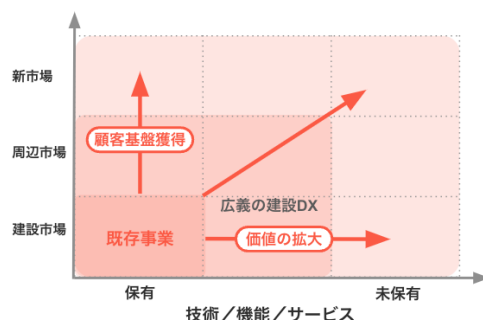 新市場
顧客基盤獲得
周辺市場
広義の建設DX
建設市場
既存事業
価値の拡大
保有
未保有
技術／機能／サービス